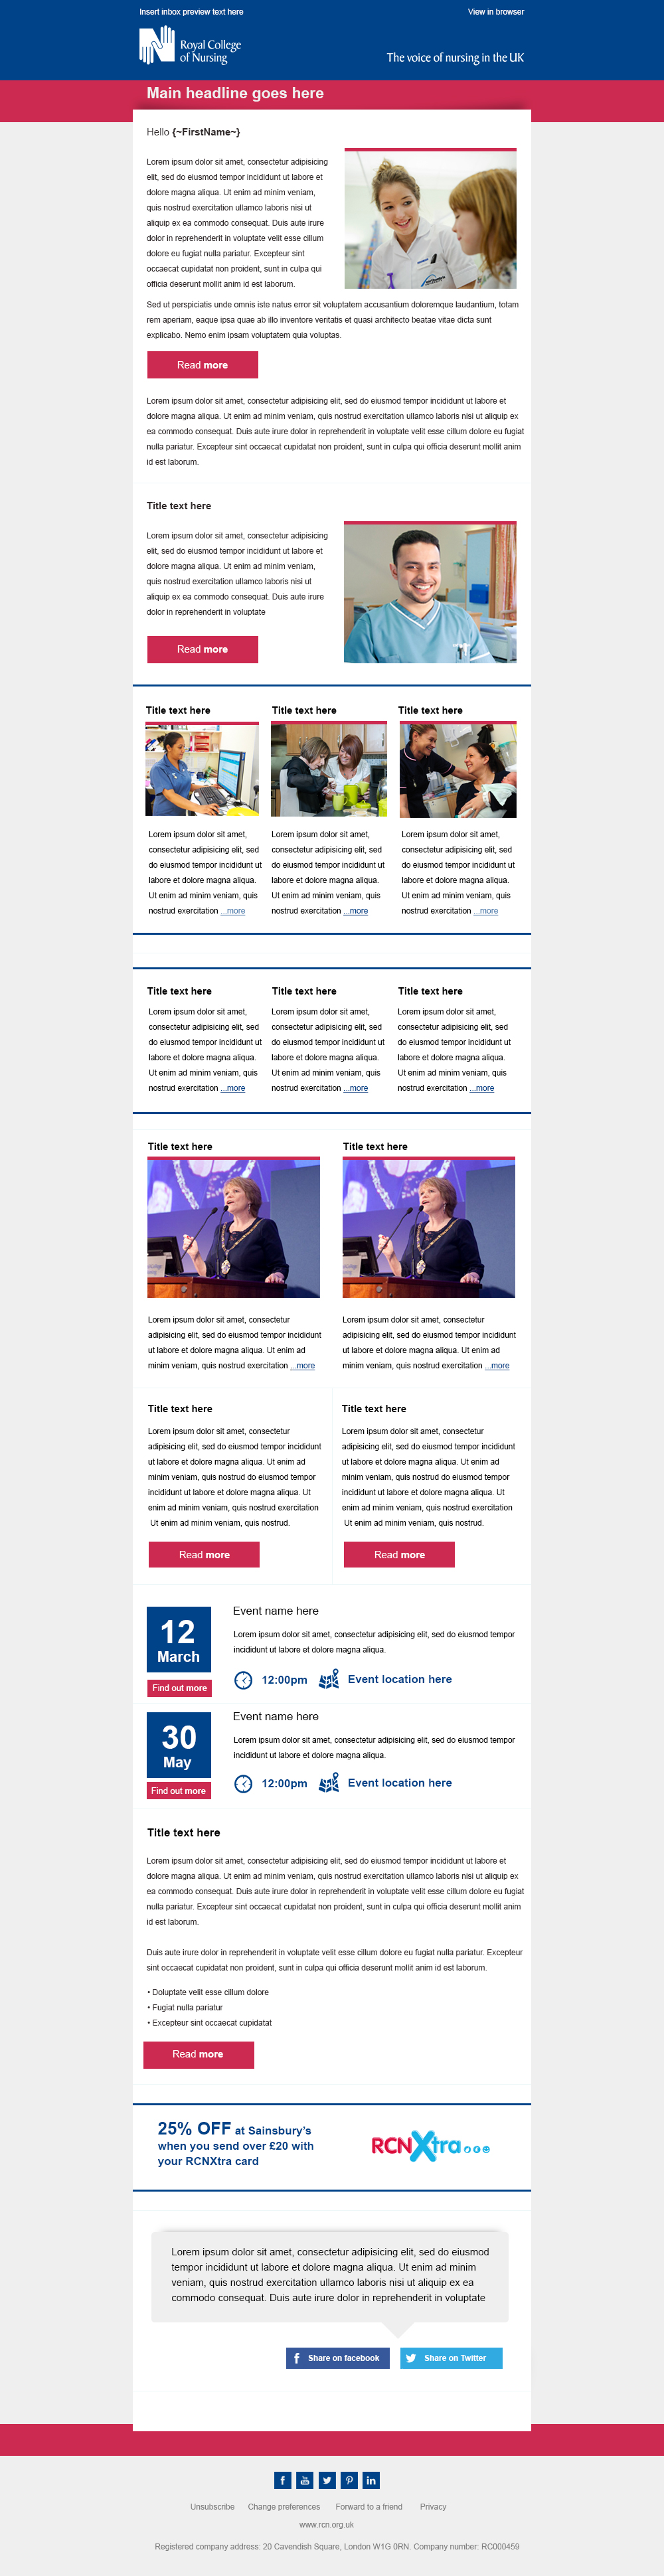 Insert inbox preview text here
View in browser
Royal College
of Nursing
The voice of nursing in the UK
Main headline goes here
Hello {~FirstName~}
Lorem ipsum dolor sit amet, consectetur adipisicing
elit, sed do eiusmod tempor incididunt ut labore et
dolore magna aliqua. Ut enim ad minim veniam,
quis nostrud exercitation ullamco laboris nisi ut
aliquip ex ea commodo consequat. Duis aute irure
dolor in reprehenderit in voluptate velit esse cillum
dolore eu fugiat nulla pariatur. Excepteur sint
occaecat cupidatat non proident, sunt in culpa qui
officia deserunt mollit anim id est laborum.
Sed ut perspiciatis unde omnis iste natus error sit voluptatem accusantium doloremque laudantium, totam
rem aperiam, eaque ipsa quae ab illo inventore veritatis et quasi architecto beatae vitae dicta sunt
explicabo. Nemo enim ipsam voluptatem quia voluptas.
Read more
Lorem ipsum dolor sit amet, consectetur adipisicing elit, sed do eiusmod tempor incididunt ut labore et
dolore magna aliqua. Ut enim ad minim veniam, quis nostrud exercitation ullamco laboris nisi ut aliquip ex
ea commodo consequat. Duis aute irure dolor in reprehenderit in voluptate velit esse cillum dolore eu fugiat
nulla pariatur. Excepteur sint occaecat cupidatat non proident, sunt in culpa qui officia deserunt mollit anim
id est laborum.
Title text here
Lorem ipsum dolor sit amet, consectetur adipisicing
elit, sed do eiusmod tempor incididunt ut labore et
dolore magna aliqua. Ut enim ad minim veniam,
quis nostrud exercitation ullamco laboris nisi ut
aliquip ex ea commodo consequat. Duis aute irure
dolor in reprehenderit in voluptate
Read more
Title text here
Lorem ipsum dolor sit amet,
consectetur adipisicing elit, sed
do eiusmod tempor incididunt ut
labore et dolore magna aliqua.
Ut enim ad minim veniam, quis
nostrud exercitation ...more
Title text here
Lorem ipsum dolor sit amet,
consectetur adipisicing elit, sed
do eiusmod tempor incididunt ut
labore et dolore magna aliqua.
Ut enim ad minim veniam, quis
nostrud exercitation ...more
Title text here
Lorem ipsum dolor sit amet,
consectetur adipisicing elit, sed
do eiusmod tempor incididunt ut
labore et dolore magna aliqua.
Ut enim ad minim veniam, quis
nostrud exercitation ...more
Title text here
Lorem ipsum dolor sit amet,
consectetur adipisicing elit, sed
do eiusmod tempor incididunt ut
labore et dolore magna aliqua.
Ut enim ad minim veniam, quis
nostrud exercitation ...more
Title text here
Lorem ipsum dolor sit amet,
consectetur adipisicing elit, sed
do eiusmod tempor incididunt ut
labore et dolore magna aliqua.
Ut enim ad minim veniam, quis
nostrud exercitation ...more
Title text here
Lorem ipsum dolor sit amet,
consectetur adipisicing elit, sed
do eiusmod tempor incididunt ut
labore et dolore magna aliqua.
Ut enim ad minim veniam, quis
nostrud exercitation ...more
Title text here
Lorem ipsum dolor sit amet, consectetur
adipisicing elit, sed do eiusmod tempor incididunt
ut labore et dolore magna aliqua. Ut enim ad
minim veniam, quis nostrud exercitation ...more
Title text here
Lorem ipsum dolor sit amet, consectetur
adipisicing elit, sed do eiusmod tempor incididunt
ut labore et dolore magna aliqua. Ut enim ad
minim veniam, quis nostrud exercitation ...more
Title text here
Lorem ipsum dolor sit amet, consectetur
adipisicing elit, sed do eiusmod tempor incididunt
ut labore et dolore magna aliqua. Ut enim ad
minim veniam, quis nostrud do eiusmod tempor
incididunt ut labore et dolore magna aliqua. Ut
enim ad minim veniam, quis nostrud exercitation
Ut enim ad minim veniam, quis nostrud.
Read more
Title text here
Lorem ipsum dolor sit amet, consectetur
adipisicing elit, sed do eiusmod tempor incididunt
ut labore et dolore magna aliqua. Ut enim ad
minim veniam, quis nostrud do eiusmod tempor
incididunt ut labore et dolore magna aliqua. Ut
enim ad minim veniam, quis nostrud exercitation
Ut enim ad minim veniam, quis nostrud.
Read more
12
March
Find out more
Event name here
Lorem ipsum dolor sit amet, consectetur adipisicing elit, sed do eiusmod tempor
incididunt ut labore et dolore magna aliqua.
12:00pm
Event location here
30
May
Find out more
Event name here
Lorem ipsum dolor sit amet, consectetur adipisicing elit, sed do eiusmod tempor
incididunt ut labore et dolore magna aliqua.
12:00pm
Event location here
Title text here
Lorem ipsum dolor sit amet, consectetur adipisicing elit, sed do eiusmod tempor incididunt ut labore et
dolore magna aliqua. Ut enim ad minim veniam, quis nostrud exercitation ullamco laboris nisi ut aliquip ex
ea commodo consequat. Duis aute irure dolor in reprehenderit in voluptate velit esse cillum dolore eu fugiat
nulla pariatur. Excepteur sint occaecat cupidatat non proident, sunt in culpa qui officia deserunt mollit anim
id est laborum.
Duis aute irure dolor in reprehenderit in voluptate velit esse cillum dolore eu fugiat nulla pariatur. Excepteur
sint occaecat cupidatat non proident, sunt in culpa qui officia deserunt mollit anim id est laborum.
• Doluptate velit esse cillum dolore
• Fugiat nulla pariatur
• Excepteur sint occaecat cupidatat
Read more
25% OFF at Sainsbury's
when you send over £20 with
your RCNXtra card
RCNXtra
Lorem ipsum dolor sit amet, consectetur adipisicing elit, sed do eiusmod
tempor incididunt ut labore et dolore magna aliqua. Ut enim ad minim
veniam, quis nostrud exercitation ullamco laboris nisi ut aliquip ex ea
commodo consequat. Duis aute irure dolor in reprehenderit in voluptate
Share on facebook
Share on Twitter
Unsubscribe
Change preferences
Forward to a friend
Privacy
www.rcn.org.uk
Registered company address: 20 Cavendish Square, London W1G 0RN. Company number: RC000459